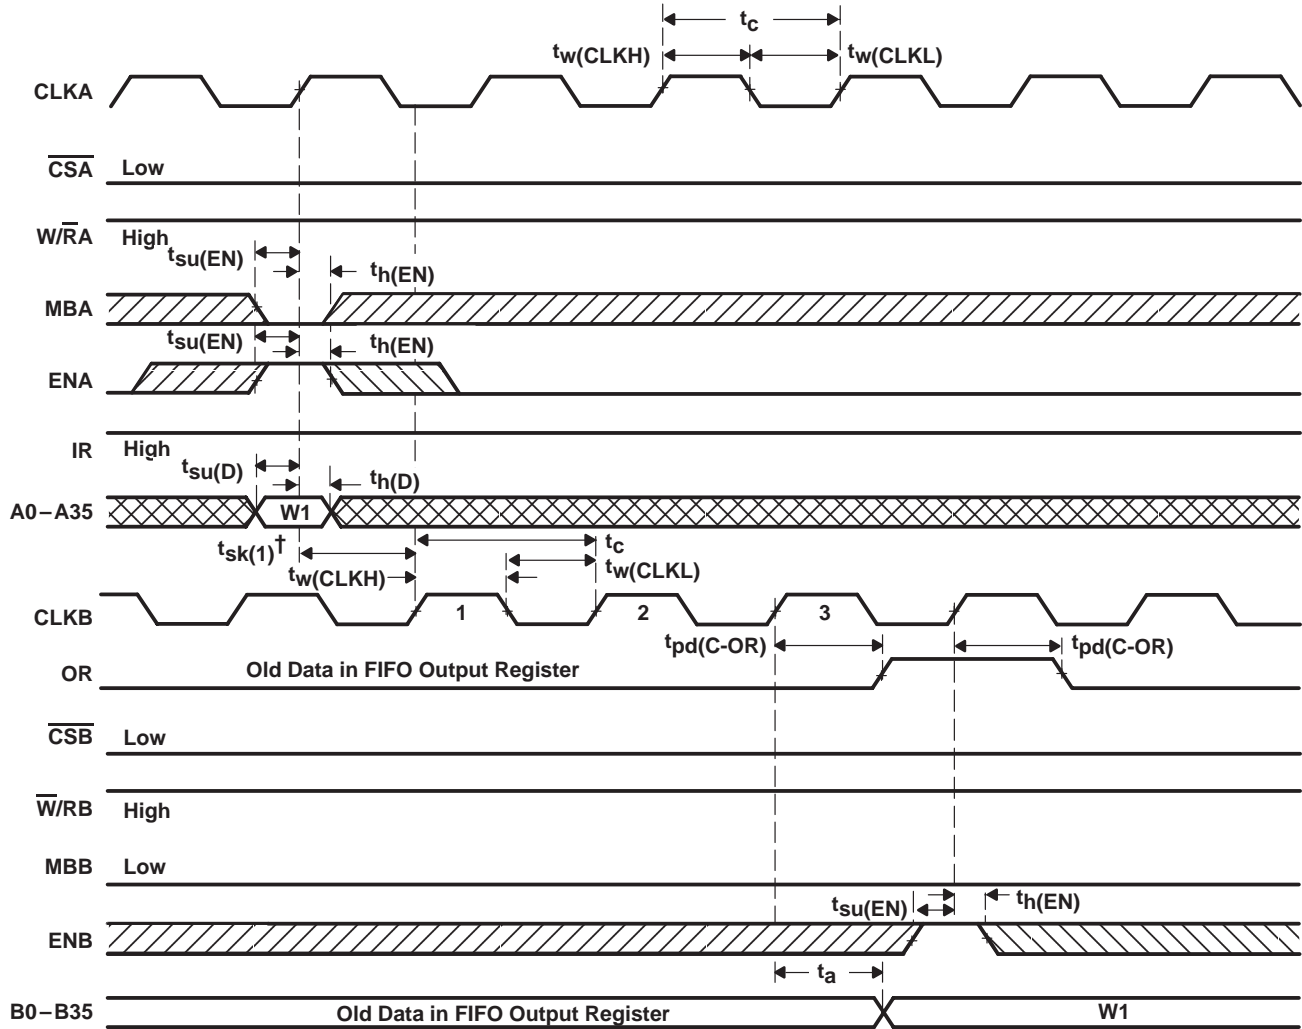 tc
tw(CLKH)
tw(CLKL)
CLKA
CSA
Low
W/RA
High
tsu(EN)
th(EN)
MBA
tsu(EN)
th(EN)
ENA
IR
High
tsu(D)
th(D)
A0–A35
W1
tsk(1)†
tc
tw(CLKH)
tw(CLKL)
CLKB
1
2
3
tpd(C-OR)
tpd(C-OR)
OR
Old Data in FIFO Output Register
CSB
Low
W/RB
High
MBB
Low
tsu(EN)
th(EN)
ENB
ta
B0–B35
Old Data in FIFO Output Register
W1